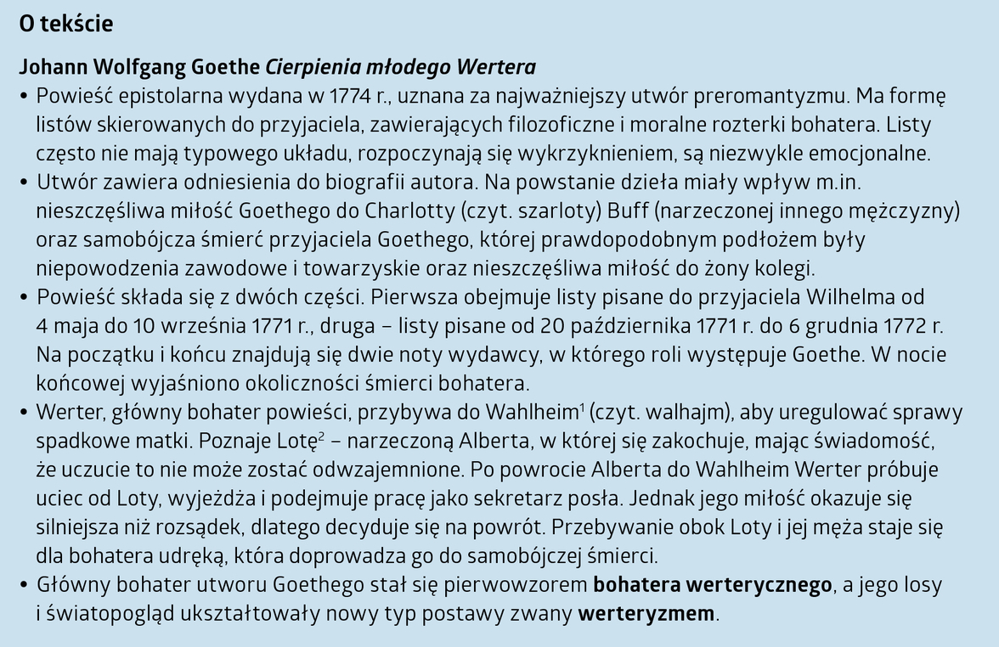 O tekście
Johann Wolfgang Goethe Cierpienia młodego Wertera
• Powieść epistolarna wydana w 1774 r., uznana za najważniejszy utwór preromantyzmu. Ma formę
listów skierowanych do przyjaciela, zawierających filozoficzne i moralne rozterki bohatera. Listy
często nie mają typowego układu, rozpoczynają się wykrzyknieniem, są niezwykle emocjonalne.
• Utwór zawiera odniesienia do biografii autora. Na powstanie dzieła miały wpływ m.in.
nieszczęśliwa miłość Goethego do Charlotty (czyt. szarloty) Buff (narzeczonej innego mężczyzny)
oraz samobójcza śmierć przyjaciela Goethego, której prawdopodobnym podłożem były
niepowodzenia zawodowe i towarzyskie oraz nieszczęśliwa miłość do żony kolegi.
• Powieść składa się z dwóch części. Pierwsza obejmuje listy pisane do przyjaciela Wilhelma od
4 maja do 10 września 1771 r., druga – listy pisane od 20 października 1771 r. do 6 grudnia 1772 r.
Na początku i końcu znajdują się dwie noty wydawcy, w którego roli występuje Goethe. W nocie
końcowej wyjaśniono okoliczności śmierci bohatera.
• Werter, główny bohater powieści, przybywa do Wahlheim¹ (czyt. walhajm), aby uregulować sprawy
spadkowe matki. Poznaje Lotę² – narzeczoną Alberta, w której się zakochuje, mając świadomość,
że uczucie to nie może zostać odwzajemnione. Po powrocie Alberta do Wahlheim Werter próbuje
uciec od Loty, wyjeżdża i podejmuje pracę jako sekretarz posła. Jednak jego miłość okazuje się
silniejsza niż rozsądek, dlatego decyduje się na powrót. Przebywanie obok Loty i jej męża staje się
dla bohatera udręką, która doprowadza go do samobójczej śmierci.
• Główny bohater utworu Goethego stał się pierwowzorem bohatera werterycznego, a jego losy
i światopogląd ukształtowały nowy typ postawy zwany werteryzmem.